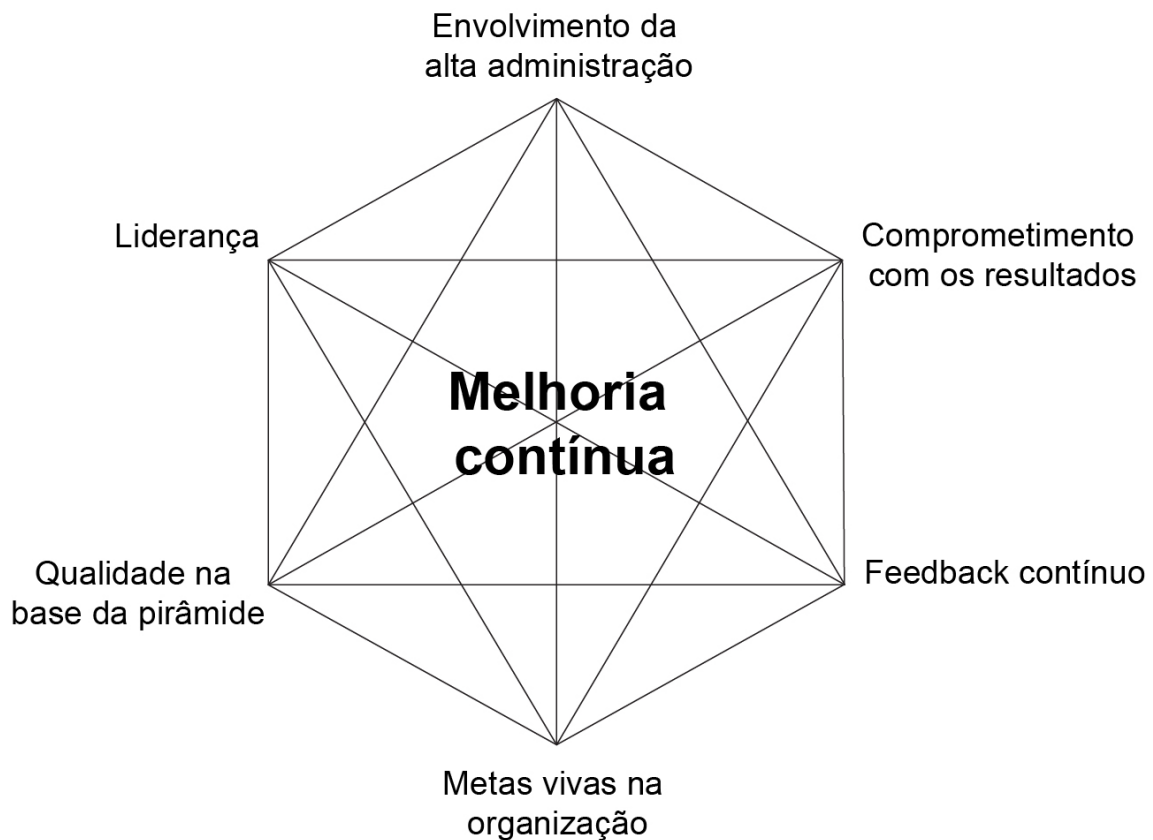 Envolvimento da
alta administração
Liderança
Comprometimento
com os resultados
Melhoria
contínua
Qualidade na
base da pirâmide
Feedback contínuo
Metas vivas na
organização